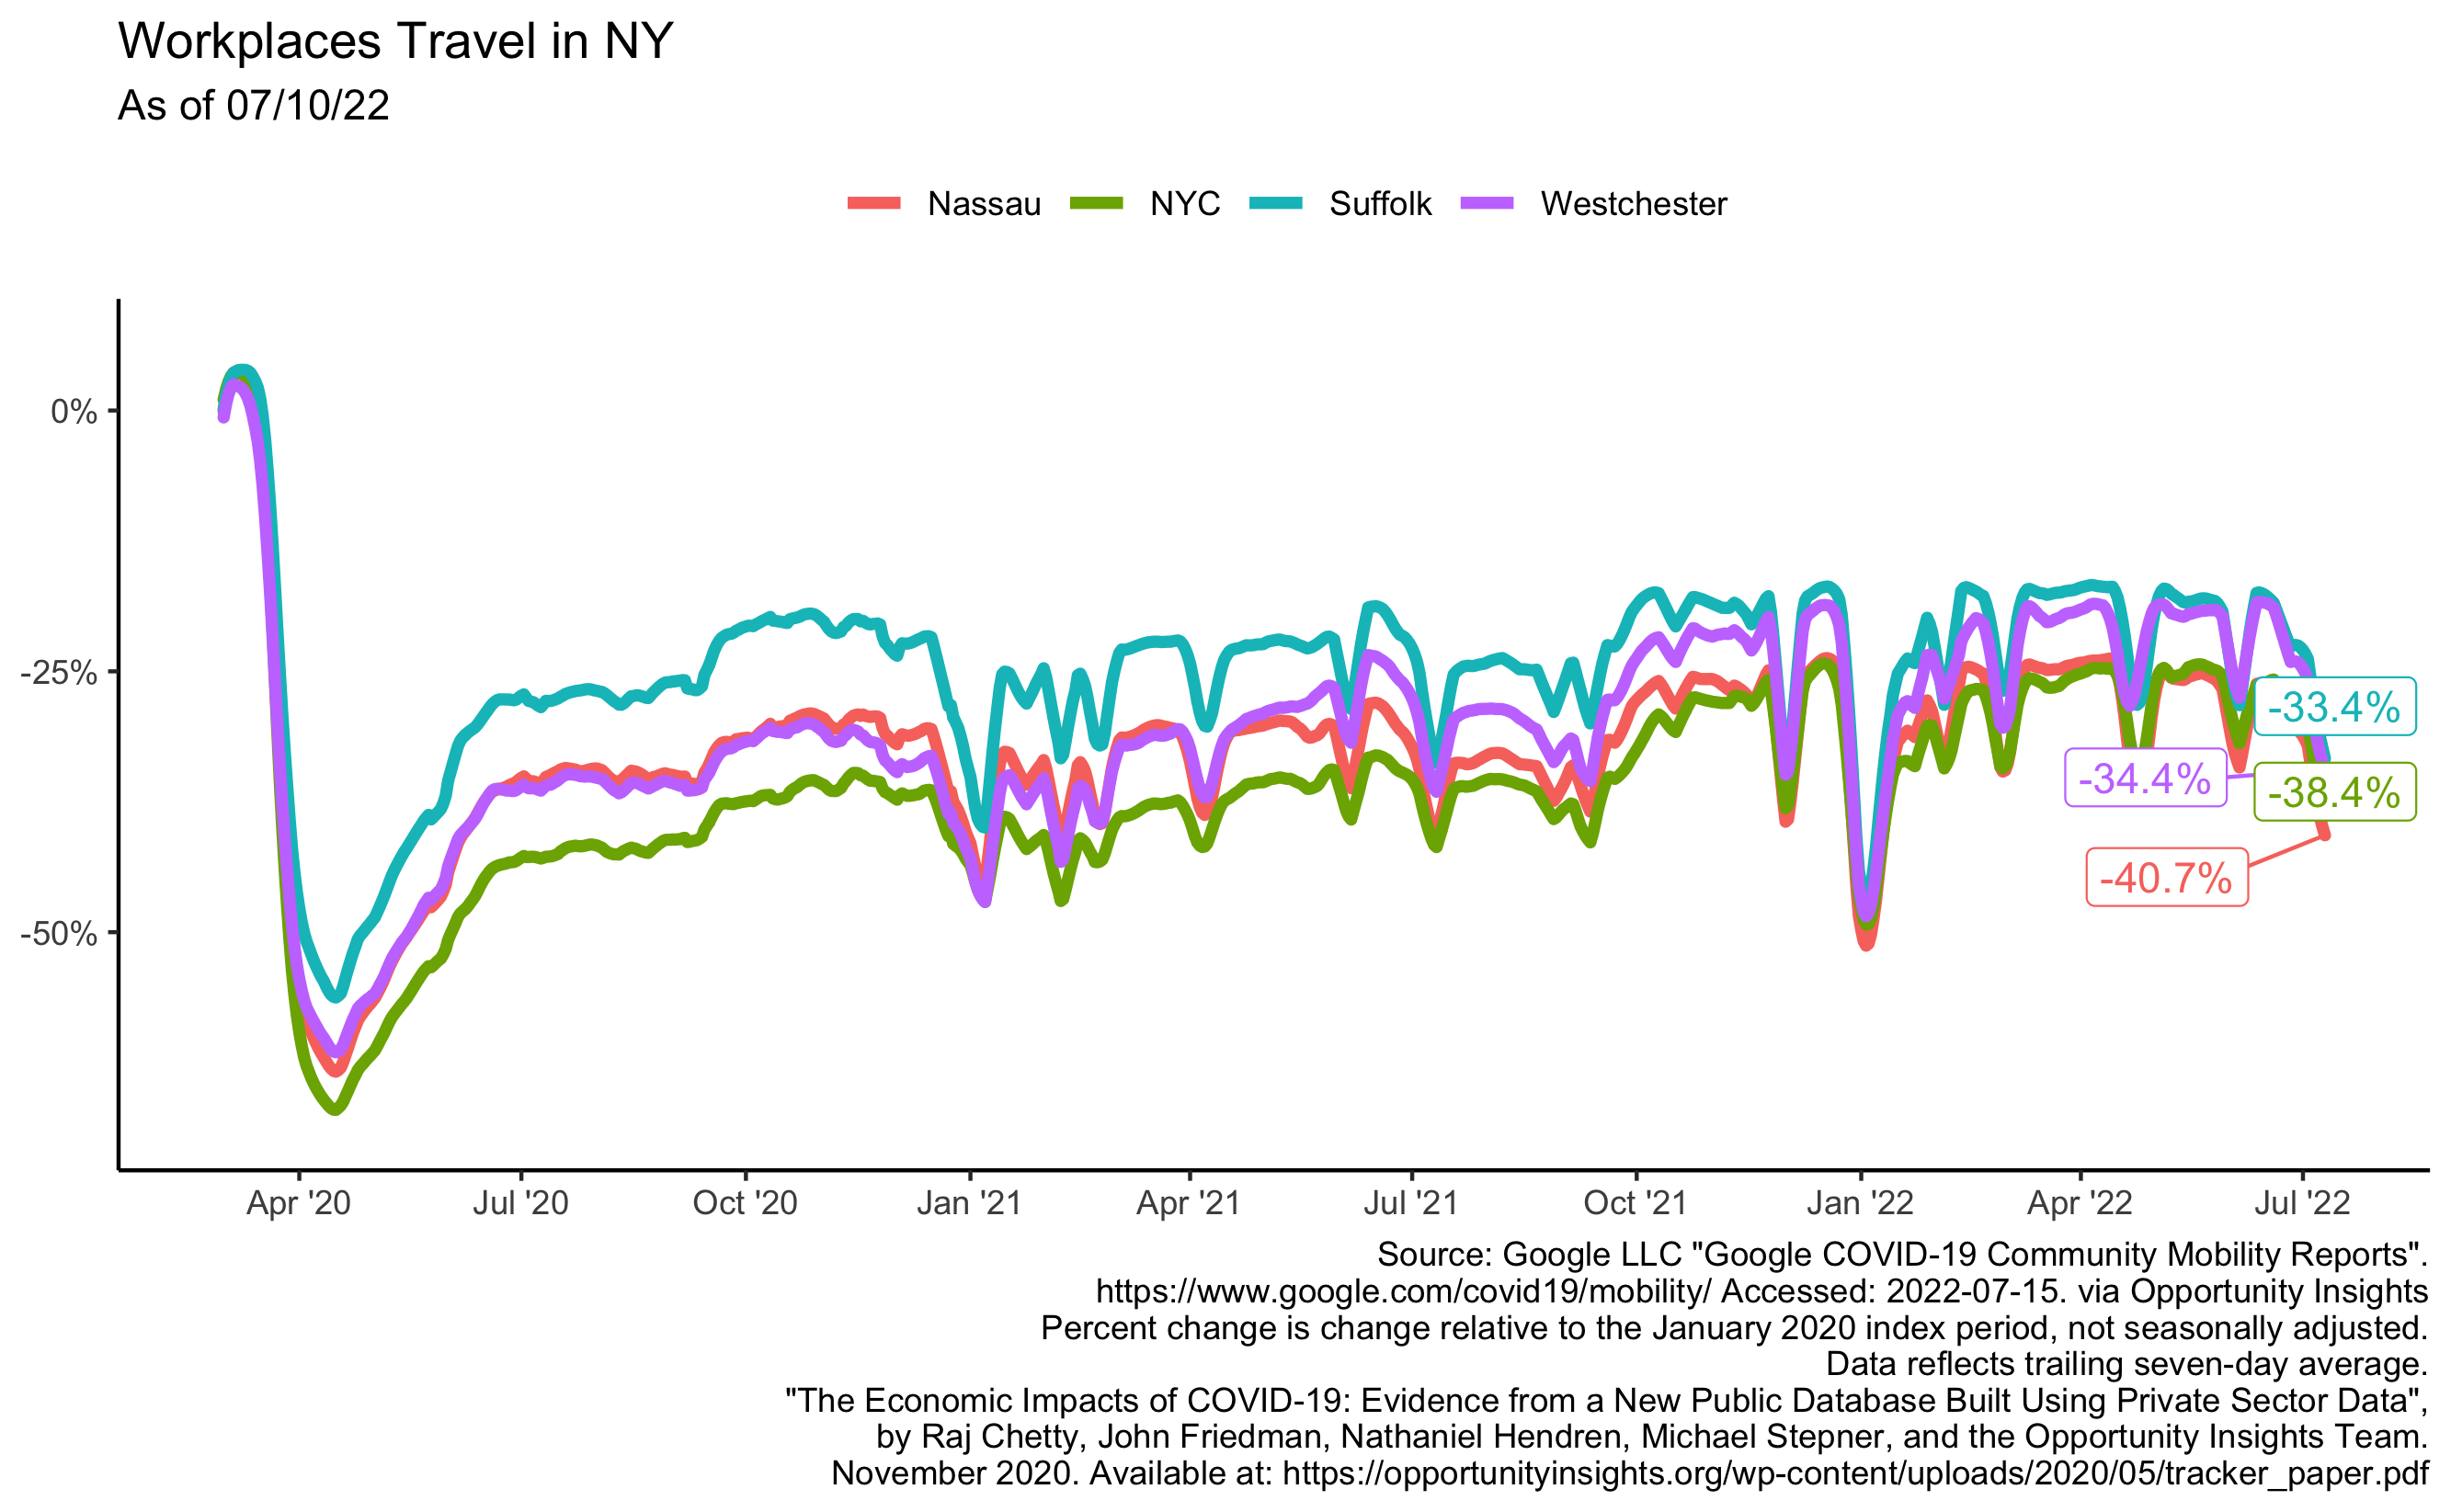 Workplaces Travel in NY
As of 07/10/22
Nassau NYC Suffolk Westchester
0%
-25%
-50%
-33.4%
-34.4%
-38.4%
-40.7%
Apr '20 Jul '20 Oct '20 Jan '21 Apr '21 Jul '21 Oct '21 Jan '22 Apr '22 Jul '22
Source: Google LLC "Google COVID-19 Community Mobility Reports".
https://www.google.com/covid19/mobility/ Accessed: 2022-07-15. via Opportunity Insights
Percent change is change relative to the January 2020 index period, not seasonally adjusted.
Data reflects trailing seven-day average.
"The Economic Impacts of COVID-19: Evidence from a New Public Database Built Using Private Sector Data",
by Raj Chetty, John Friedman, Nathaniel Hendren, Michael Stepner, and the Opportunity Insights Team.
November 2020. Available at: https://opportunityinsights.org/wp-content/uploads/2020/05/tracker_paper.pdf